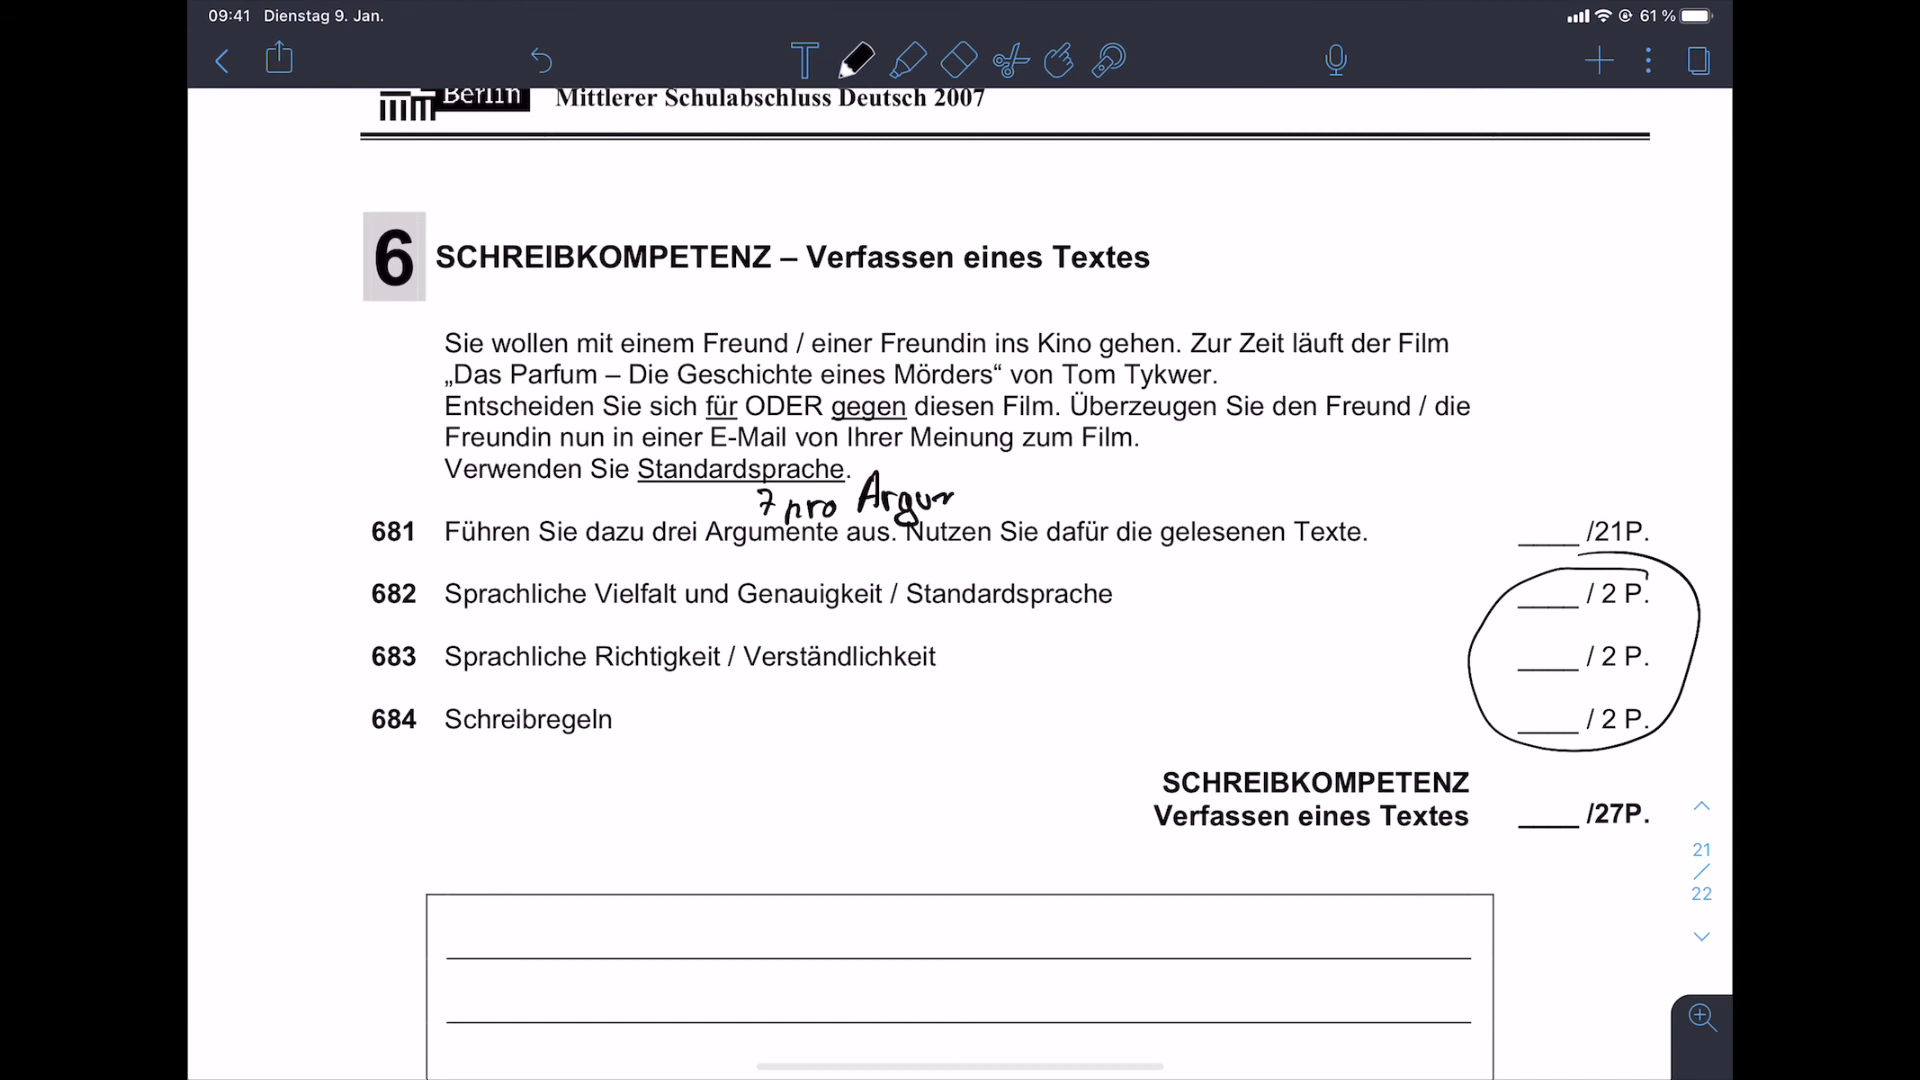 09:41 Dienstag 9. Jan.
61 %
Berlin Mittlerer Schulabschluss Deutsch 2007
6 SCHREIBKOMPETENZ – Verfassen eines Textes
Sie wollen mit einem Freund / einer Freundin ins Kino gehen. Zur Zeit läuft der Film
„Das Parfum – Die Geschichte eines Mörders“ von Tom Tykwer.
Entscheiden Sie sich für ODER gegen diesen Film. Überzeugen Sie den Freund / die
Freundin nun in einer E-Mail von Ihrer Meinung zum Film.
Verwenden Sie Standardsprache.
7 pro Argum
681 Führen Sie dazu drei Argumente aus. Nutzen Sie dafür die gelesenen Texte. ____ /21P.
682 Sprachliche Vielfalt und Genauigkeit / Standardsprache ____ / 2 P.
683 Sprachliche Richtigkeit / Verständlichkeit ____ / 2 P.
684 Schreibregeln ____ / 2 P.
SCHREIBKOMPETENZ
Verfassen eines Textes ____ /27P.
21
/
22